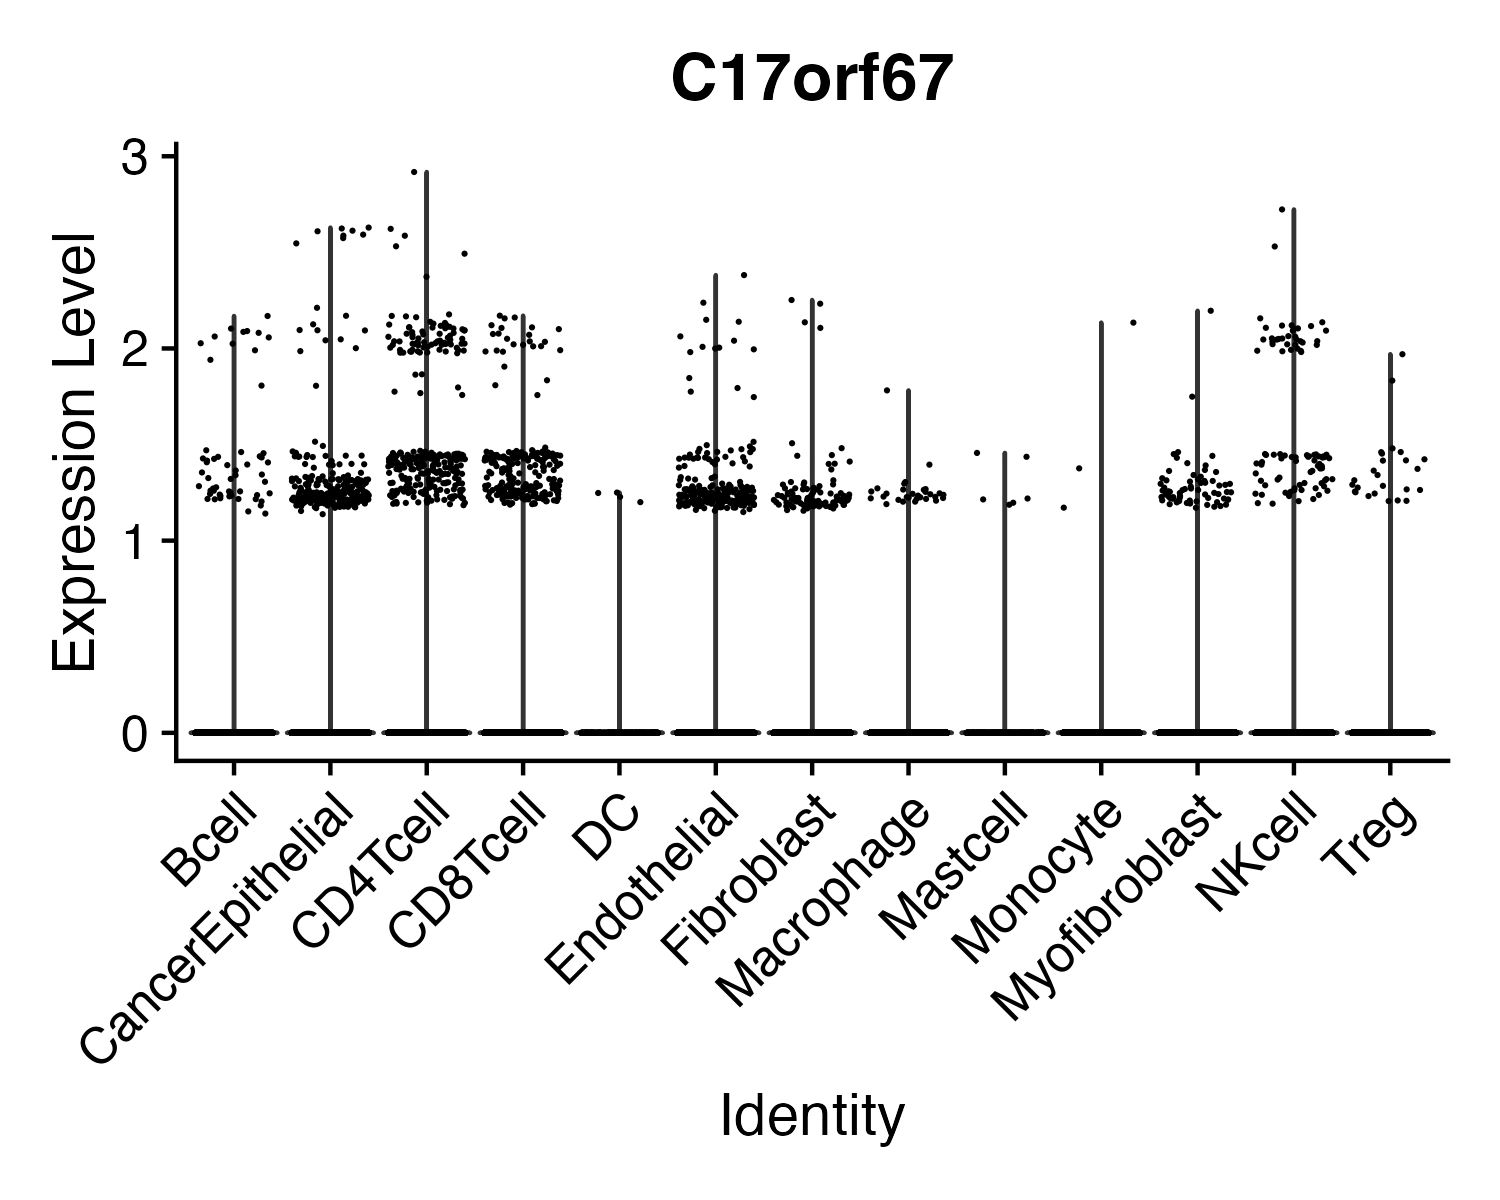 C17orf67
Expression Level
3
2
1
0
Bcell
CancerEpithelial
CD4Tcell
CD8Tcell
DC
Endothelial
Fibroblast
Macrophage
Mastcell
Monocyte
Myofibroblast
NKcell
Treg
Identity